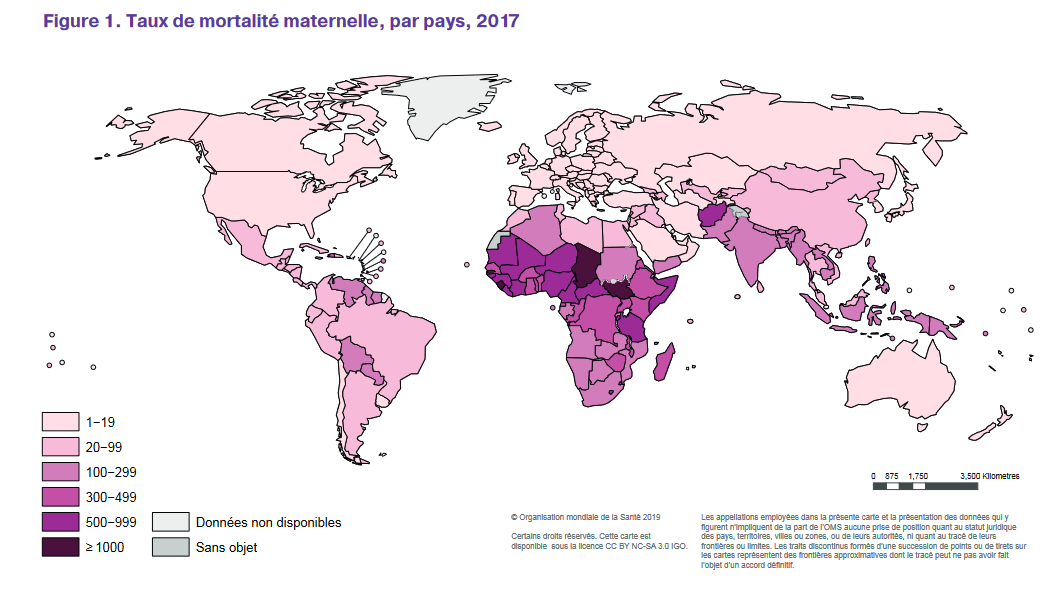 Figure 1. Taux de mortalité maternelle, par pays, 2017
1–19
20–99
100–299
300–499
500–999
≥ 1000
Données non disponibles
Sans objet
0 875 1,750 3,500 Kilometres
© Organisation mondiale de la Santé 2019
Certains droits réservés. Cette carte est
disponible sous la licence CC BY NC-SA 3.0 IGO.
Les appellations employées dans la présente carte et la présentation des données qui y
figurent n'impliquent de la part de l'OMS aucune prise de position quant au statut juridique
des pays, territoires, villes ou zones, ou de leurs autorités, ni quant au tracé de leurs
frontières ou limites. Les traits discontinus formés d'une succession de points ou de tirets sur
les cartes représentent des frontières approximatives dont le tracé peut ne pas avoir fait
l'objet d'un accord définitif.